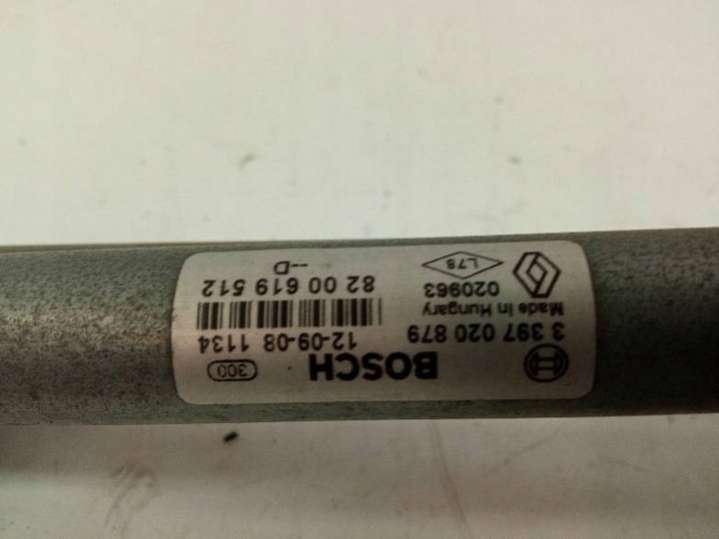 BOSCH
300
3 397 020 879
12-09-08 1134
Made in Hungary
020963
82 00 619 512
L78
--D